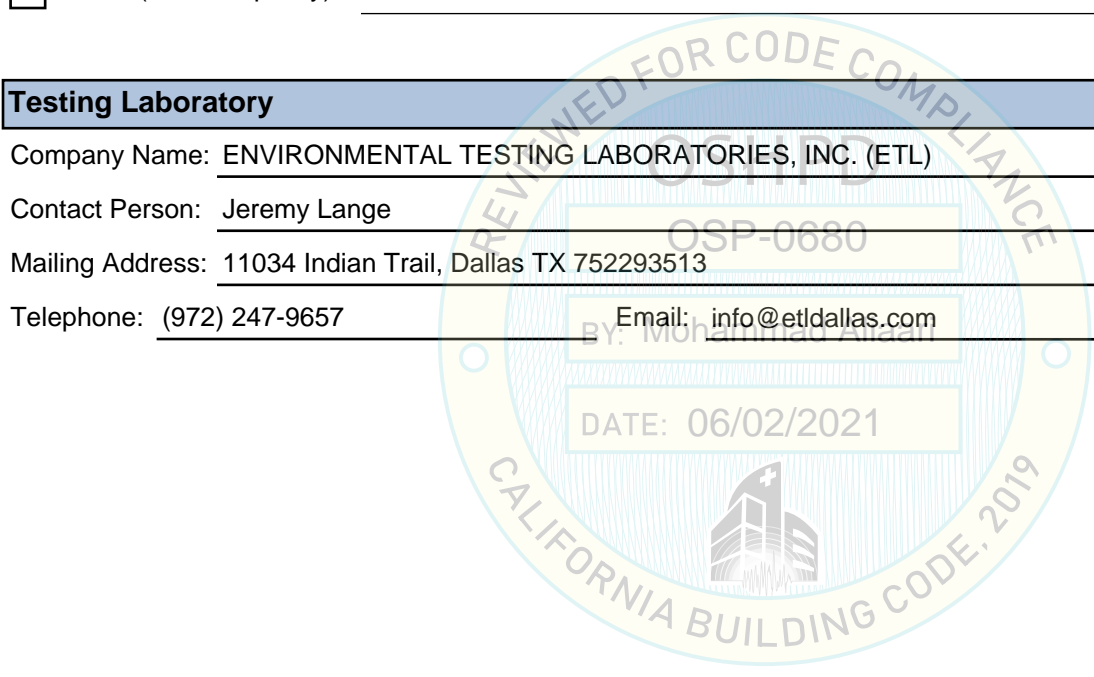 Testing Laboratory
Company Name: ENVIRONMENTAL TESTING LABORATORIES, INC. (ETL)
Contact Person: Jeremy Lange
Mailing Address: 11034 Indian Trail, Dallas TX 752293513
Telephone: (972) 247-9657 Email: info@etldallas.com
REVIEWED FOR CODE COMPLIANCE
OSHPD
OSP-0680
BY: Mohammad Aliaari
DATE: 06/02/2021
CALIFORNIA BUILDING CODE, 2019